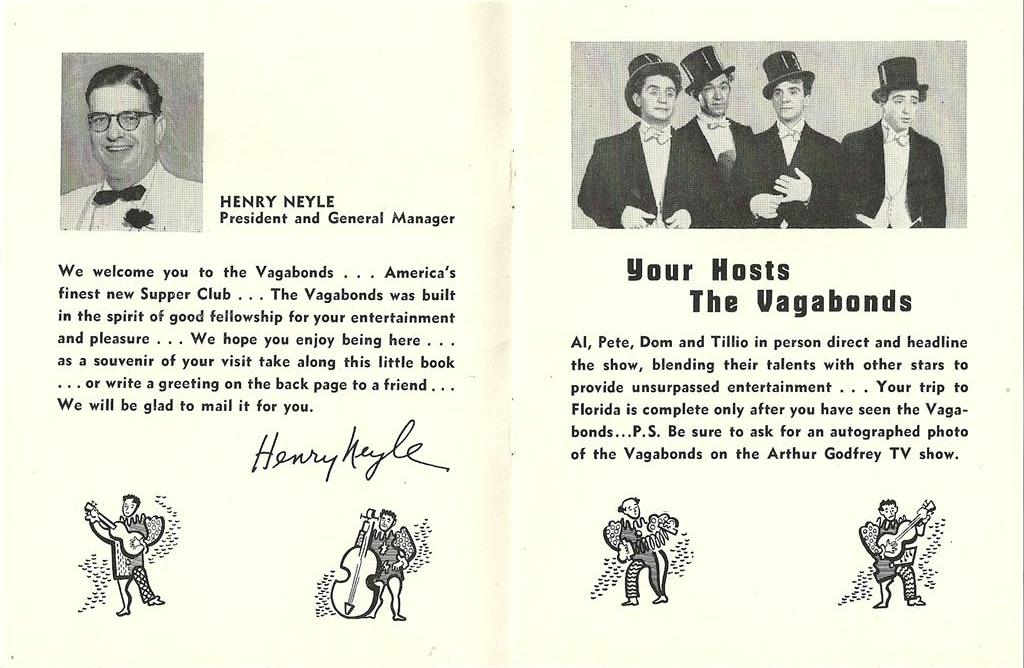 HENRY NEYLE
President and General Manager
We welcome you to the Vagabonds . . . America's
finest new Supper Club . . . The Vagabonds was built
in the spirit of good fellowship for your entertainment
and pleasure . . . We hope you enjoy being here . . .
as a souvenir of your visit take along this little book
. . . or write a greeting on the back page to a friend . . .
We will be glad to mail it for you.
Henry Neyle
Your Hosts
The Vagabonds
Al, Pete, Dom and Tillio in person direct and headline
the show, blending their talents with other stars to
provide unsurpassed entertainment . . . Your trip to
Florida is complete only after you have seen the Vaga-
bonds...P.S. Be sure to ask for an autographed photo
of the Vagabonds on the Arthur Godfrey TV show.